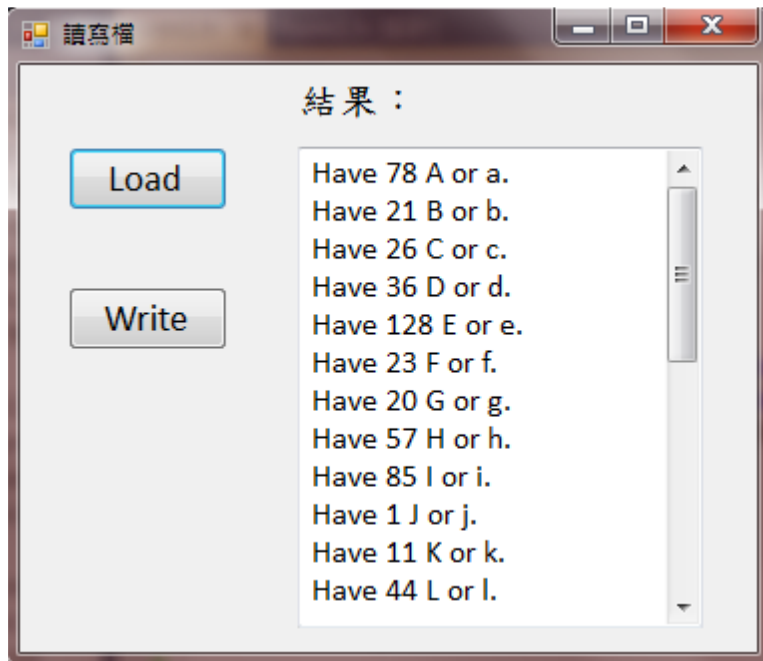 讀寫檔
結果：
Load
Write
Have 78 A or a.
Have 21 B or b.
Have 26 C or c.
Have 36 D or d.
Have 128 E or e.
Have 23 F or f.
Have 20 G or g.
Have 57 H or h.
Have 85 I or i.
Have 1 J or j.
Have 11 K or k.
Have 44 L or l.